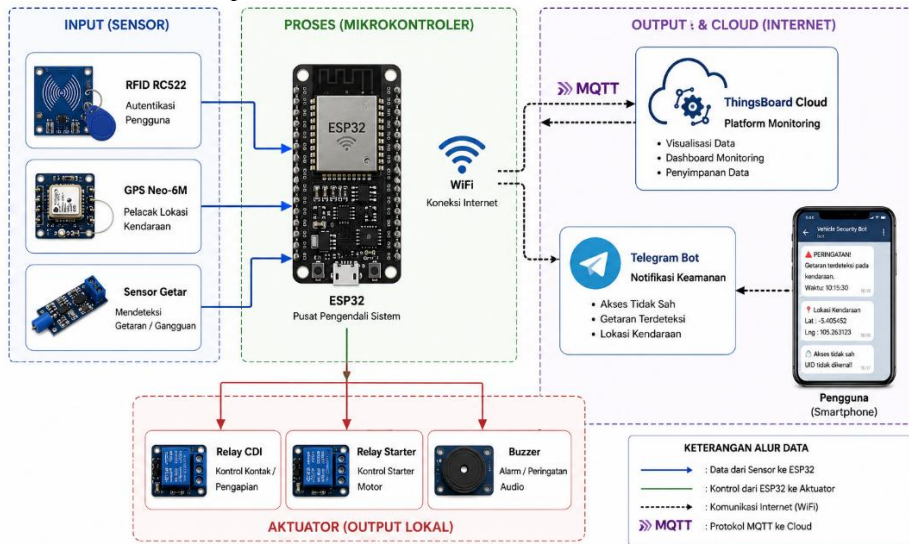 INPUT (SENSOR)
RFID RC522
Autentikasi
Pengguna
GPS Neo-6M
Pelacak Lokasi
Kendaraan
Sensor Getar
Mendeteksi
Getaran / Gangguan
PROSES (MIKROKONTROLER)
ESP32
ESP32
Pusat Pengendali Sistem
WiFi
Koneksi Internet
OUTPUT & CLOUD (INTERNET)
MQTT
ThingsBoard Cloud
Platform Monitoring
• Visualisasi Data
• Dashboard Monitoring
• Penyimpanan Data
Telegram Bot
Notifikasi Keamanan
• Akses Tidak Sah
• Getaran Terdeteksi
• Lokasi Kendaraan
Vehicle Security Bot
bot
PERINGATAN!
Getaran terdeteksi pada
kendaraan.
Waktu: 10:15:30
Lokasi Kendaraan
Lat : -5.405452
Lng : 105.263123
Akses tidak sah
UID tidak dikenal!
Pengguna
(Smartphone)
Relay CDI
Kontrol Kontak /
Pengapian
Relay Starter
Kontrol Starter
Motor
Buzzer
Alarm / Peringatan
Audio
AKTUATOR (OUTPUT LOKAL)
KETERANGAN ALUR DATA
: Data dari Sensor ke ESP32
: Kontrol dari ESP32 ke Aktuator
: Komunikasi Internet (WiFi)
MQTT : Protokol MQTT ke Cloud